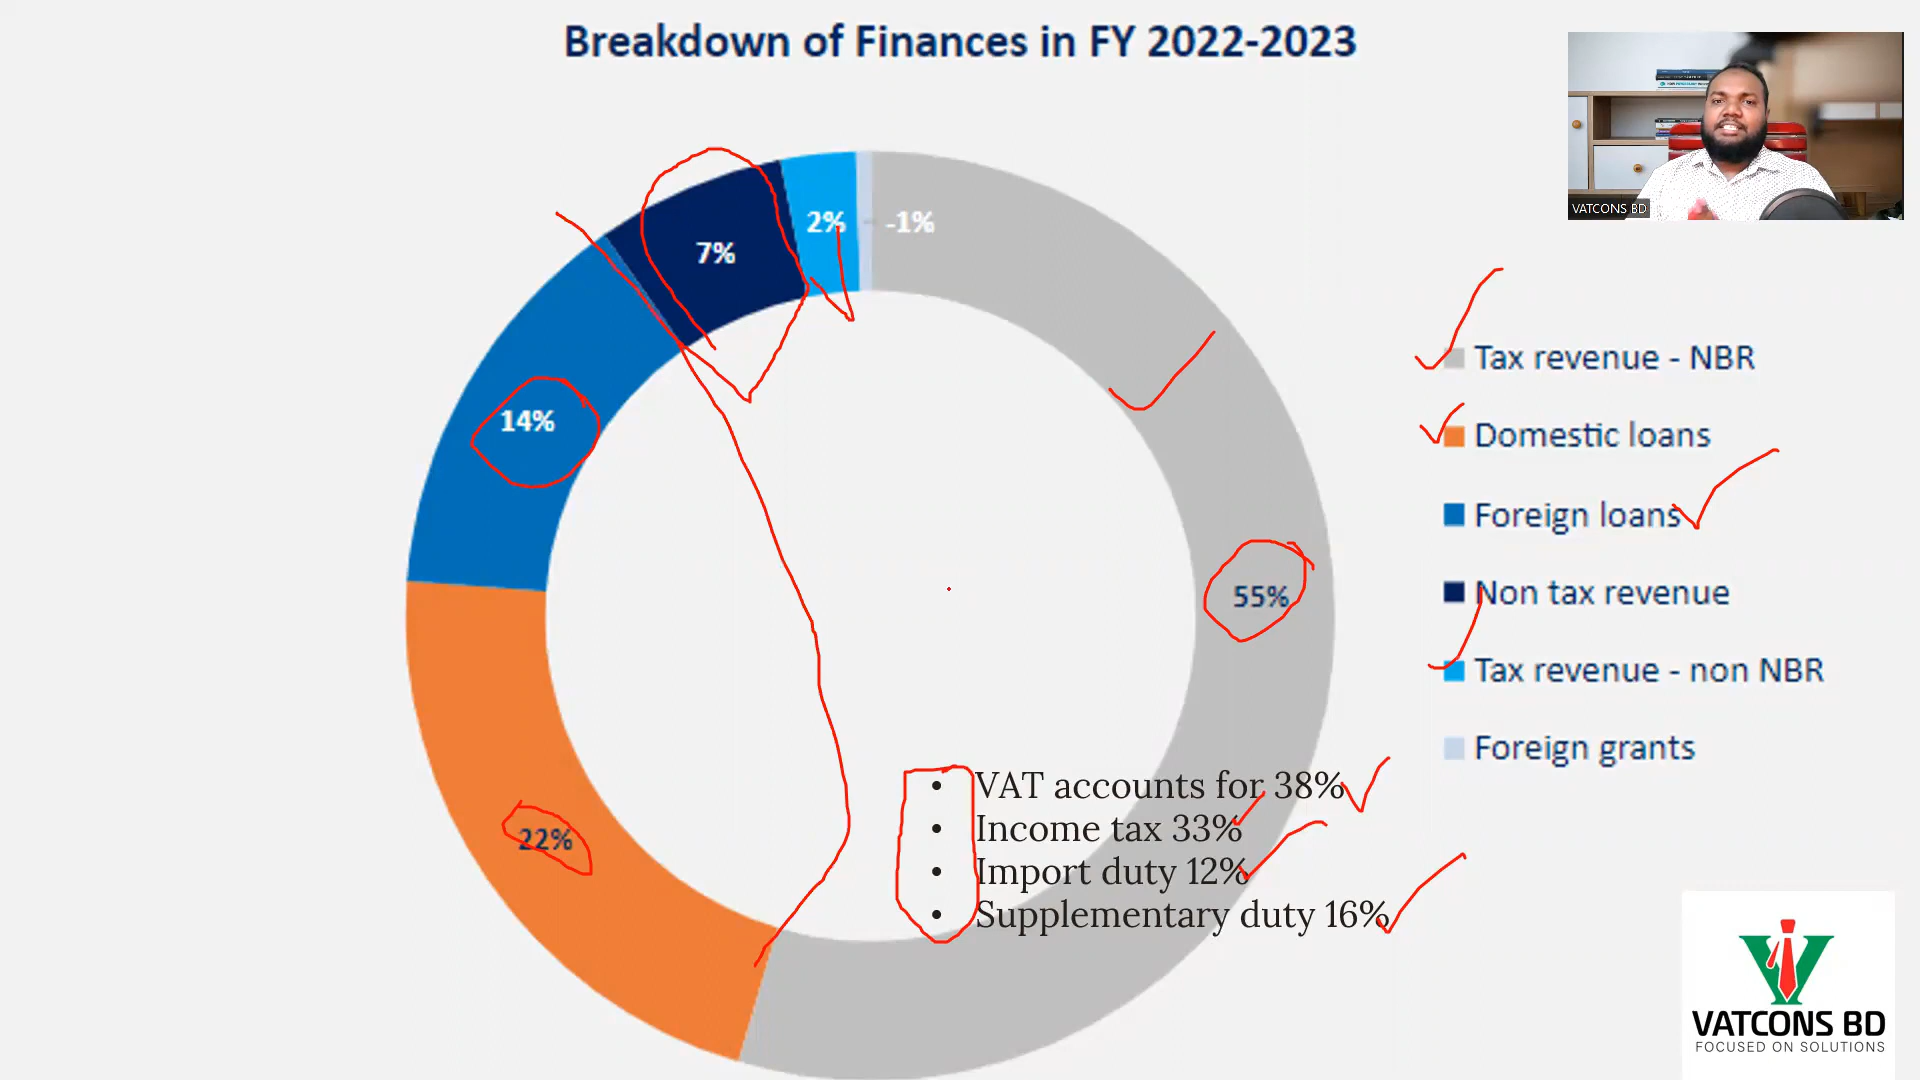 Breakdown of Finances in FY 2022-2023
VATCONS BD
7%
2%
-1%
14%
55%
22%
Tax revenue - NBR
Domestic loans
Foreign loans
Non tax revenue
Tax revenue - non NBR
Foreign grants
• VAT accounts for 38%
• Income tax 33%
• Import duty 12%
• Supplementary duty 16%
VATCONS BD
FOCUSED ON SOLUTIONS